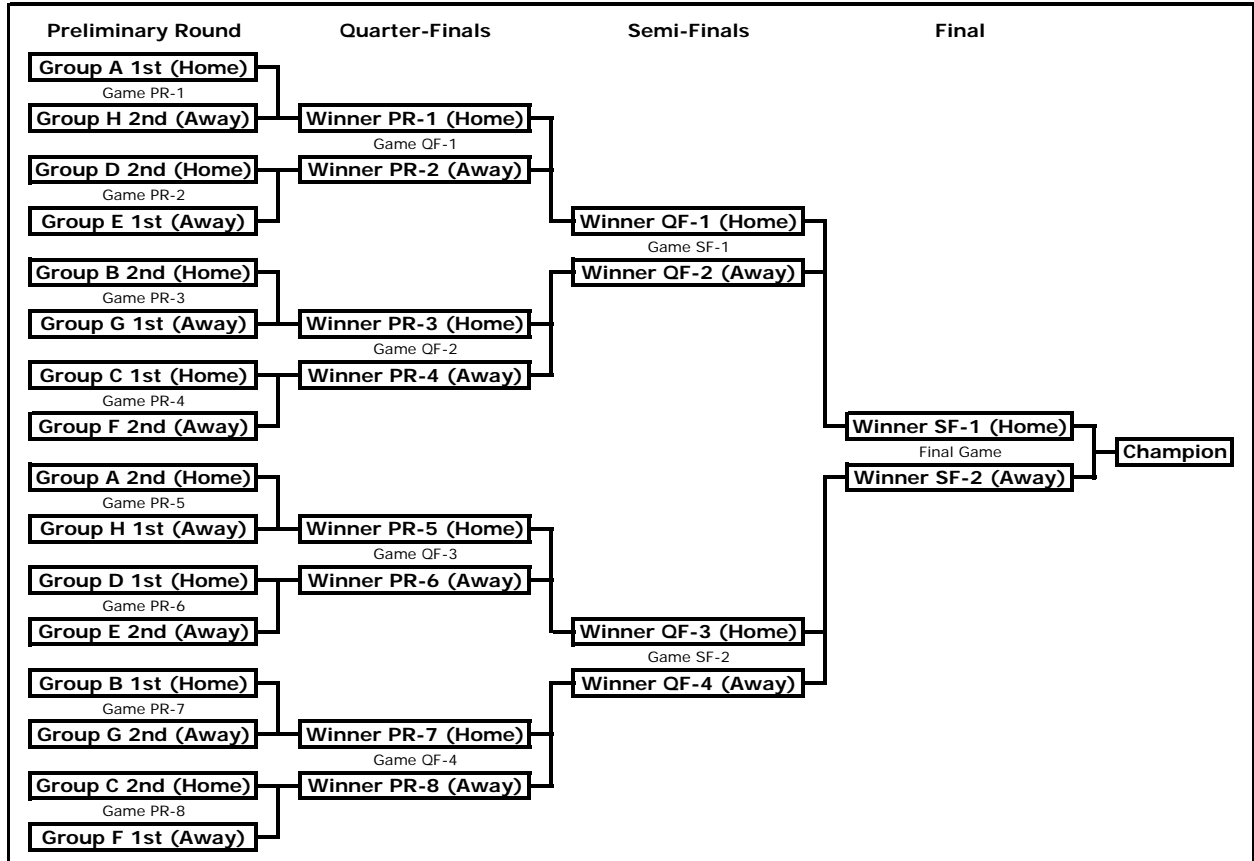 Preliminary Round Quarter-Finals Semi-Finals Final
Group A 1st (Home)
Game PR-1
Group H 2nd (Away) Winner PR-1 (Home)
Game QF-1
Group D 2nd (Home) Winner PR-2 (Away)
Game PR-2
Group E 1st (Away) Winner QF-1 (Home)
Game SF-1
Group B 2nd (Home) Winner QF-2 (Away)
Game PR-3
Group G 1st (Away) Winner PR-3 (Home)
Game QF-2
Group C 1st (Home) Winner PR-4 (Away)
Game PR-4
Group F 2nd (Away) Winner SF-1 (Home)
Final Game Champion
Group A 2nd (Home) Winner SF-2 (Away)
Game PR-5
Group H 1st (Away) Winner PR-5 (Home)
Game QF-3
Group D 1st (Home) Winner PR-6 (Away)
Game PR-6
Group E 2nd (Away) Winner QF-3 (Home)
Game SF-2
Group B 1st (Home) Winner QF-4 (Away)
Game PR-7
Group G 2nd (Away) Winner PR-7 (Home)
Game QF-4
Group C 2nd (Home) Winner PR-8 (Away)
Game PR-8
Group F 1st (Away)